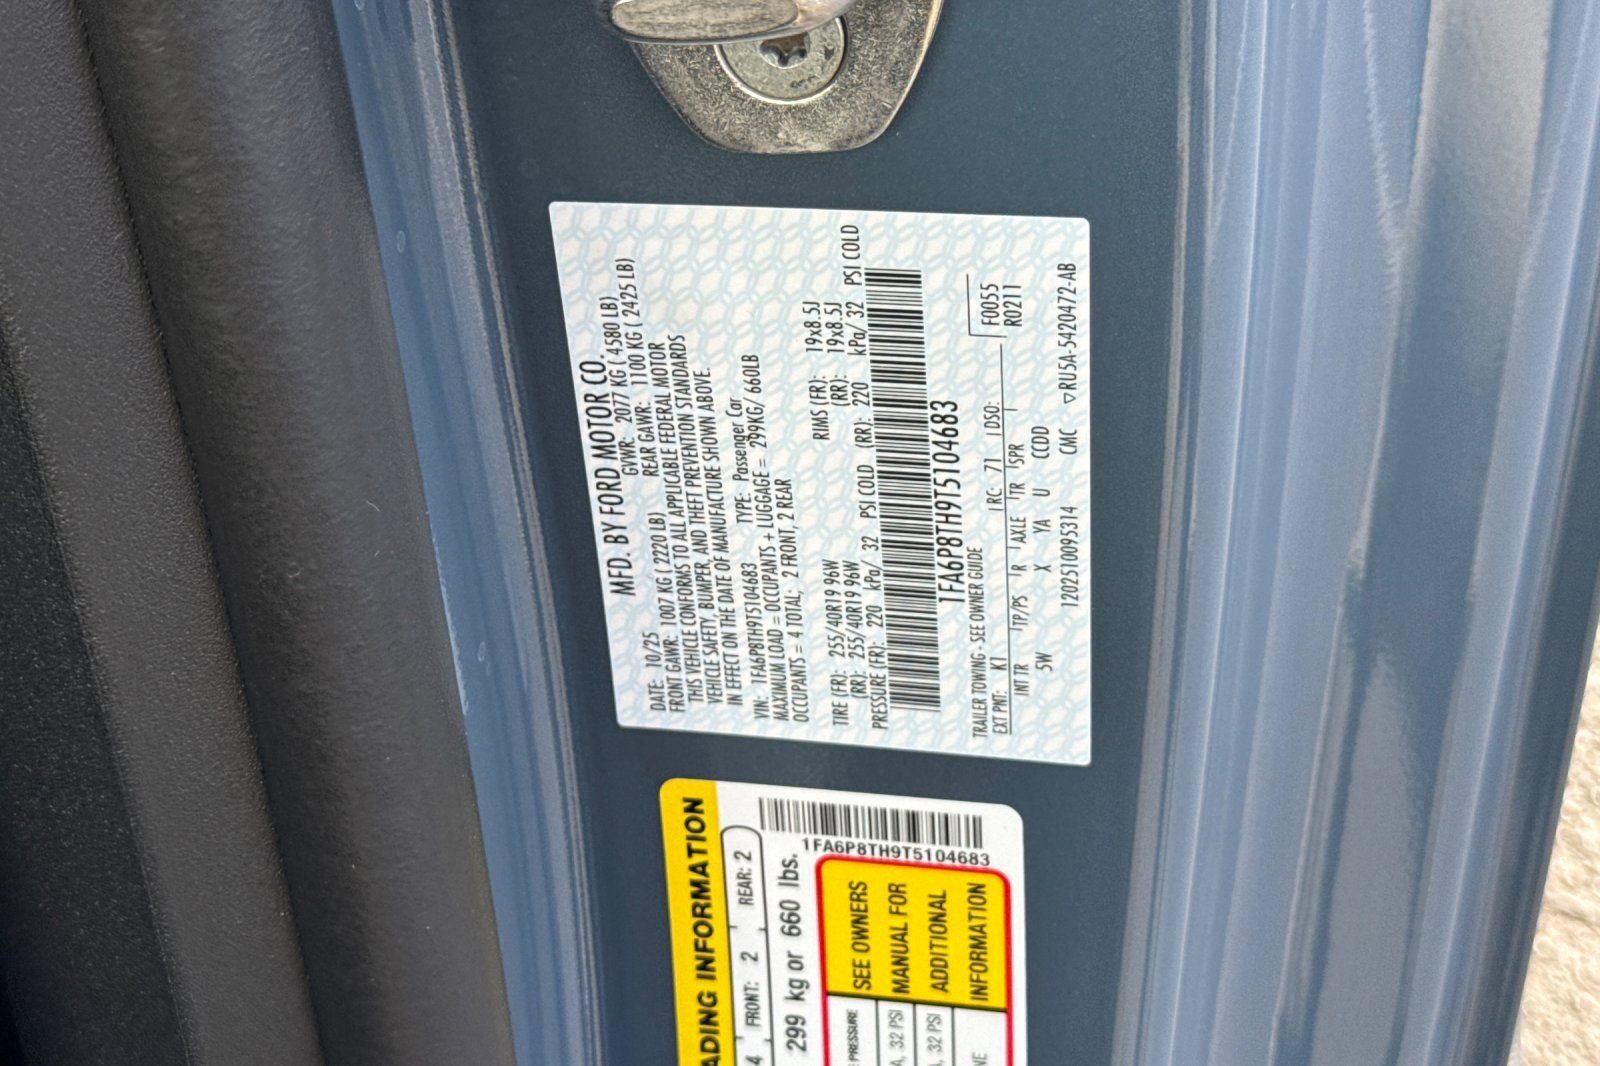 MFD. BY FORD MOTOR CO.
DATE: 10/25 GVWR: 2077 KG ( 4580 LB)
FRONT GAWR: 1007 KG ( 2220 LB) REAR GAWR: 1100 KG ( 2425 LB)
THIS VEHICLE CONFORMS TO ALL APPLICABLE FEDERAL MOTOR
VEHICLE SAFETY, BUMPER, AND THEFT PREVENTION STANDARDS
IN EFFECT ON THE DATE OF MANUFACTURE SHOWN ABOVE.
VIN: 1FA6P8TH9T5104683 TYPE: Passenger Car
MAXIMUM LOAD = OCCUPANTS + LUGGAGE = 299KG/ 660LB
OCCUPANTS = 4 TOTAL; 2 FRONT, 2 REAR
TIRE (FR): 255/40R19 96W RIMS (FR): 19x8.5J
(RR): 255/40R19 96W (RR): 19x8.5J
PRESSURE (FR): 220 kPa/ 32 PSI COLD (RR): 220 kPa/ 32 PSI COLD
1FA6P8TH9T5104683
TRAILER TOWING - SEE OWNER GUIDE
EXT PNT: K1 RC: 71 DSO: F0055
INT TR TP/PS R AXLE TR SPR R0211
5W X YA U CCDD
12025I0095314 CMC ▽RU5A-5420472-AB
ADING INFORMATION
4 FRONT: 2 REAR: 2
299 kg or 660 lbs.
1FA6P8TH9T5104683
PRESSURE
, 32 PSI
, 32 PSI
SEE OWNERS
MANUAL FOR
ADDITIONAL
INFORMATION